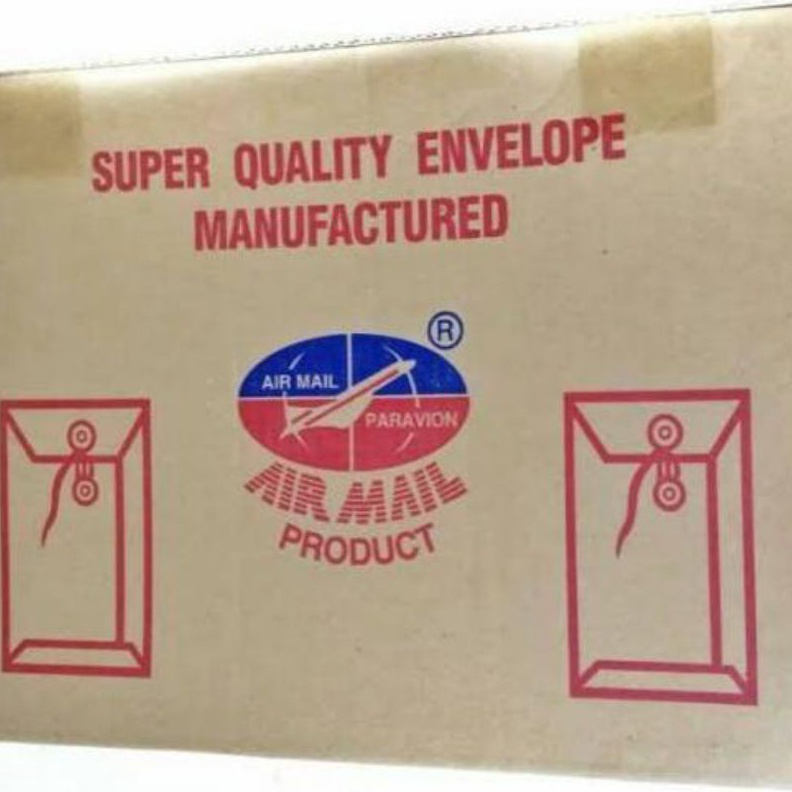 SUPER QUALITY ENVELOPE
MANUFACTURED
®
AIR MAIL
PARAVION
AIR MAIL
PRODUCT